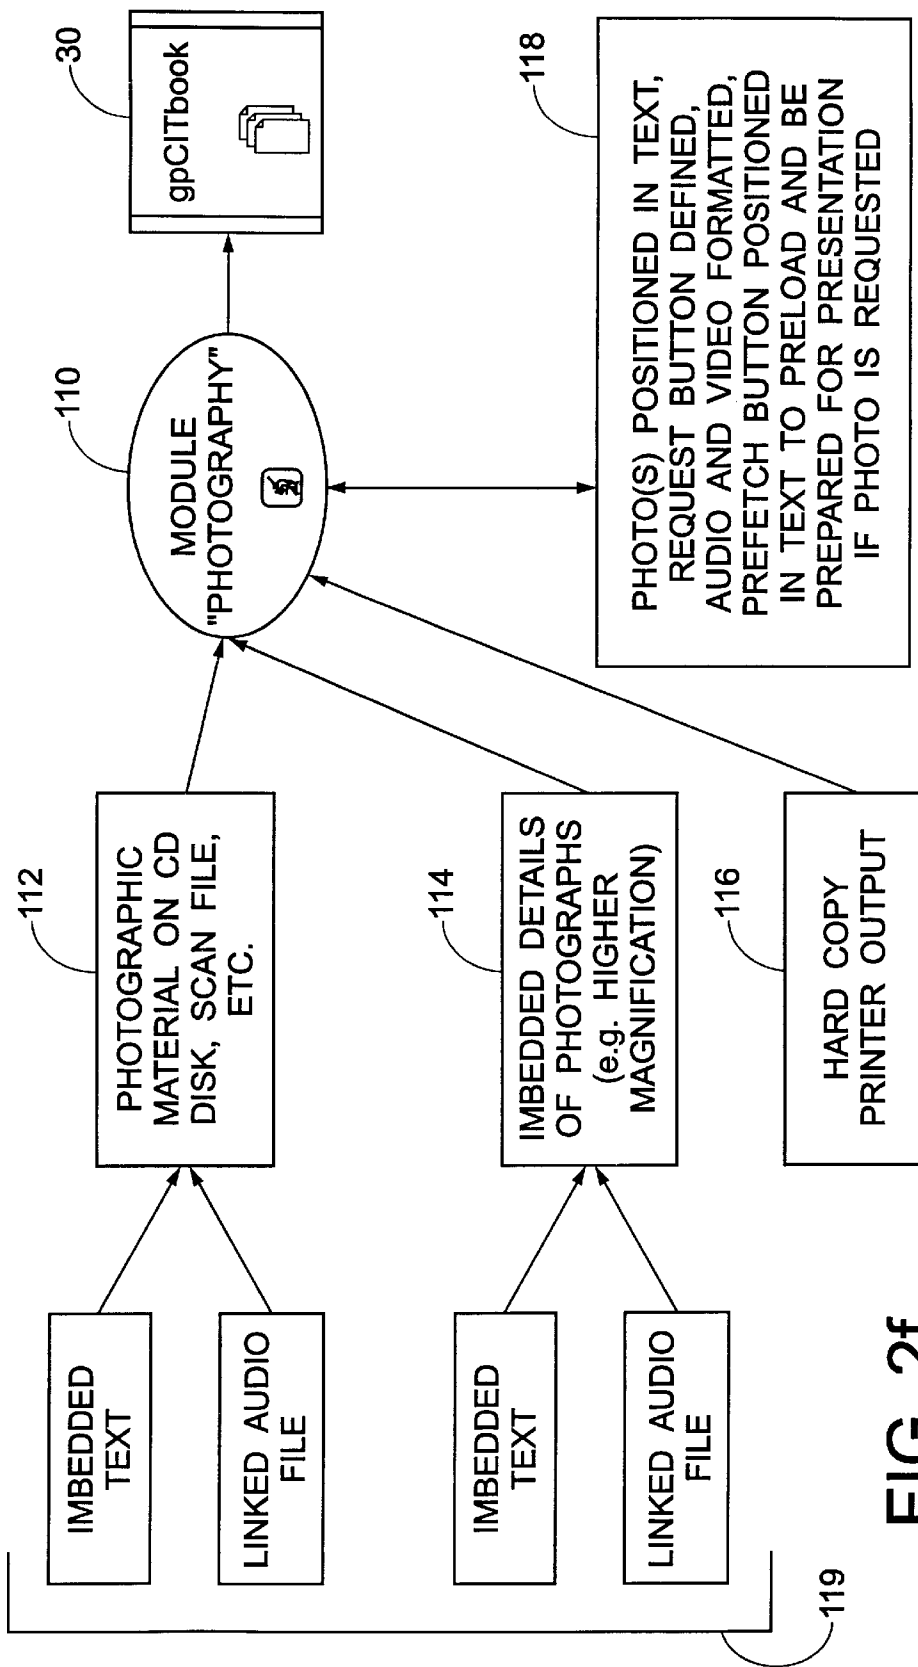 119
IMBEDDED
TEXT
LINKED AUDIO
FILE
IMBEDDED
TEXT
LINKED AUDIO
FILE
112
PHOTOGRAPHIC
MATERIAL ON CD
DISK, SCAN FILE,
ETC.
114
IMBEDDED DETAILS
OF PHOTOGRAPHS
(e.g. HIGHER
MAGNIFICATION)
116
HARD COPY
PRINTER OUTPUT
110
MODULE
"PHOTOGRAPHY"
30
gpCITbook
118
PHOTO(S) POSITIONED IN TEXT,
REQUEST BUTTON DEFINED,
AUDIO AND VIDEO FORMATTED,
PREFETCH BUTTON POSITIONED
IN TEXT TO PRELOAD AND BE
PREPARED FOR PRESENTATION
IF PHOTO IS REQUESTED
FIG. 2f